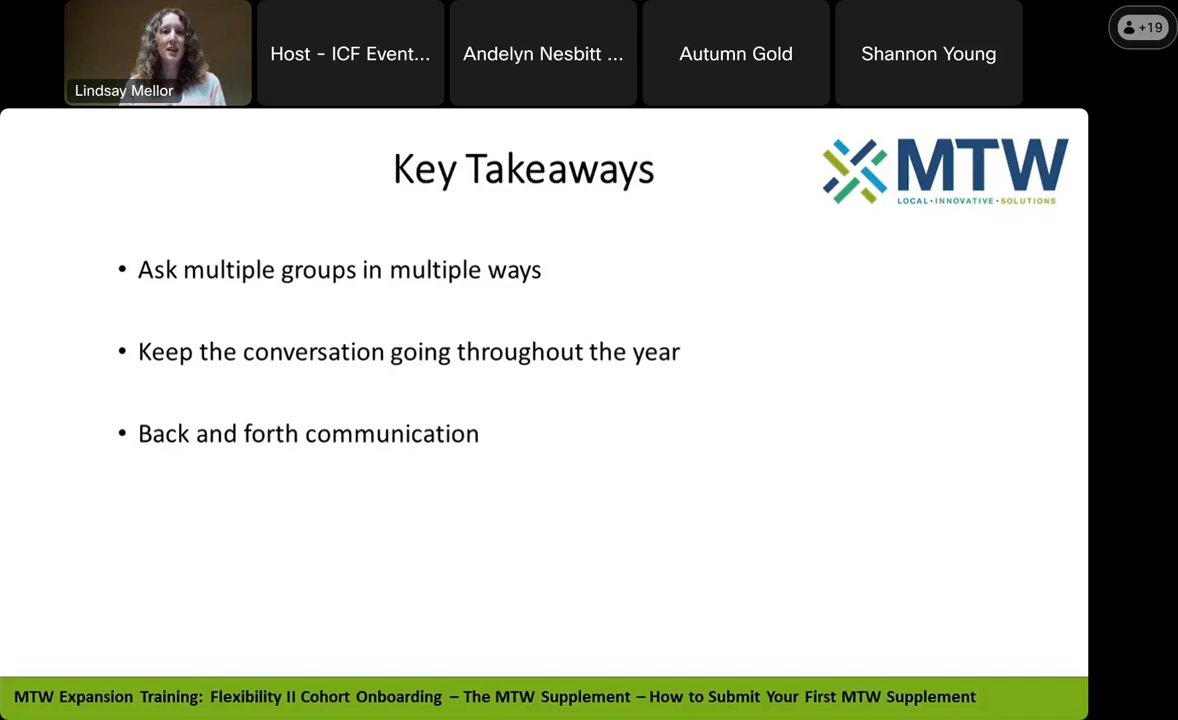 Lindsay Mellor
Host - ICF Event...
Andelyn Nesbitt ...
Autumn Gold
Shannon Young
+19
Key Takeaways
MTW
LOCAL • INNOVATIVE • SOLUTIONS
• Ask multiple groups in multiple ways
• Keep the conversation going throughout the year
• Back and forth communication
MTW Expansion Training: Flexibility II Cohort Onboarding – The MTW Supplement – How to Submit Your First MTW Supplement